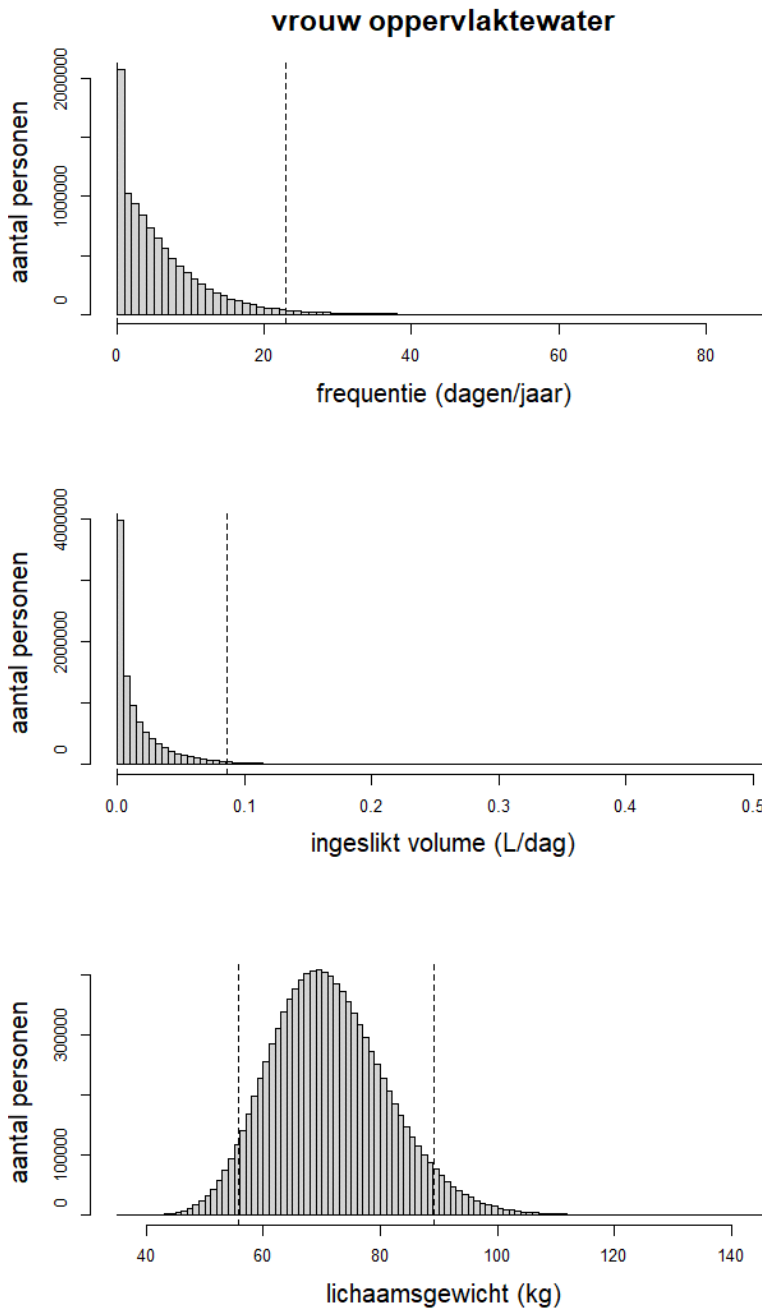 vrouw oppervlaktewater
aantal personen
0 1000000 2000000
0 20 40 60 80
frequentie (dagen/jaar)
aantal personen
0 2000000 4000000
0.0 0.1 0.2 0.3 0.4 0.5
ingeslikt volume (L/dag)
aantal personen
0 100000 300000
40 60 80 100 120 140
lichaamsgewicht (kg)